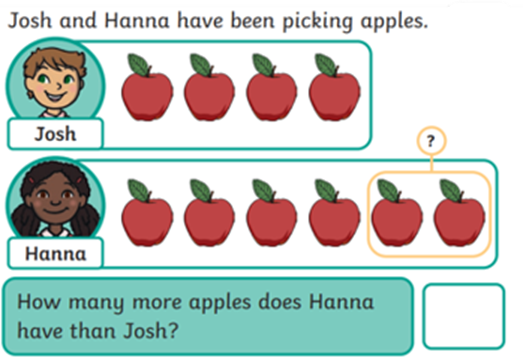 Josh and Hanna have been picking apples.
Josh
?
Hanna
How many more apples does Hanna
have than Josh?